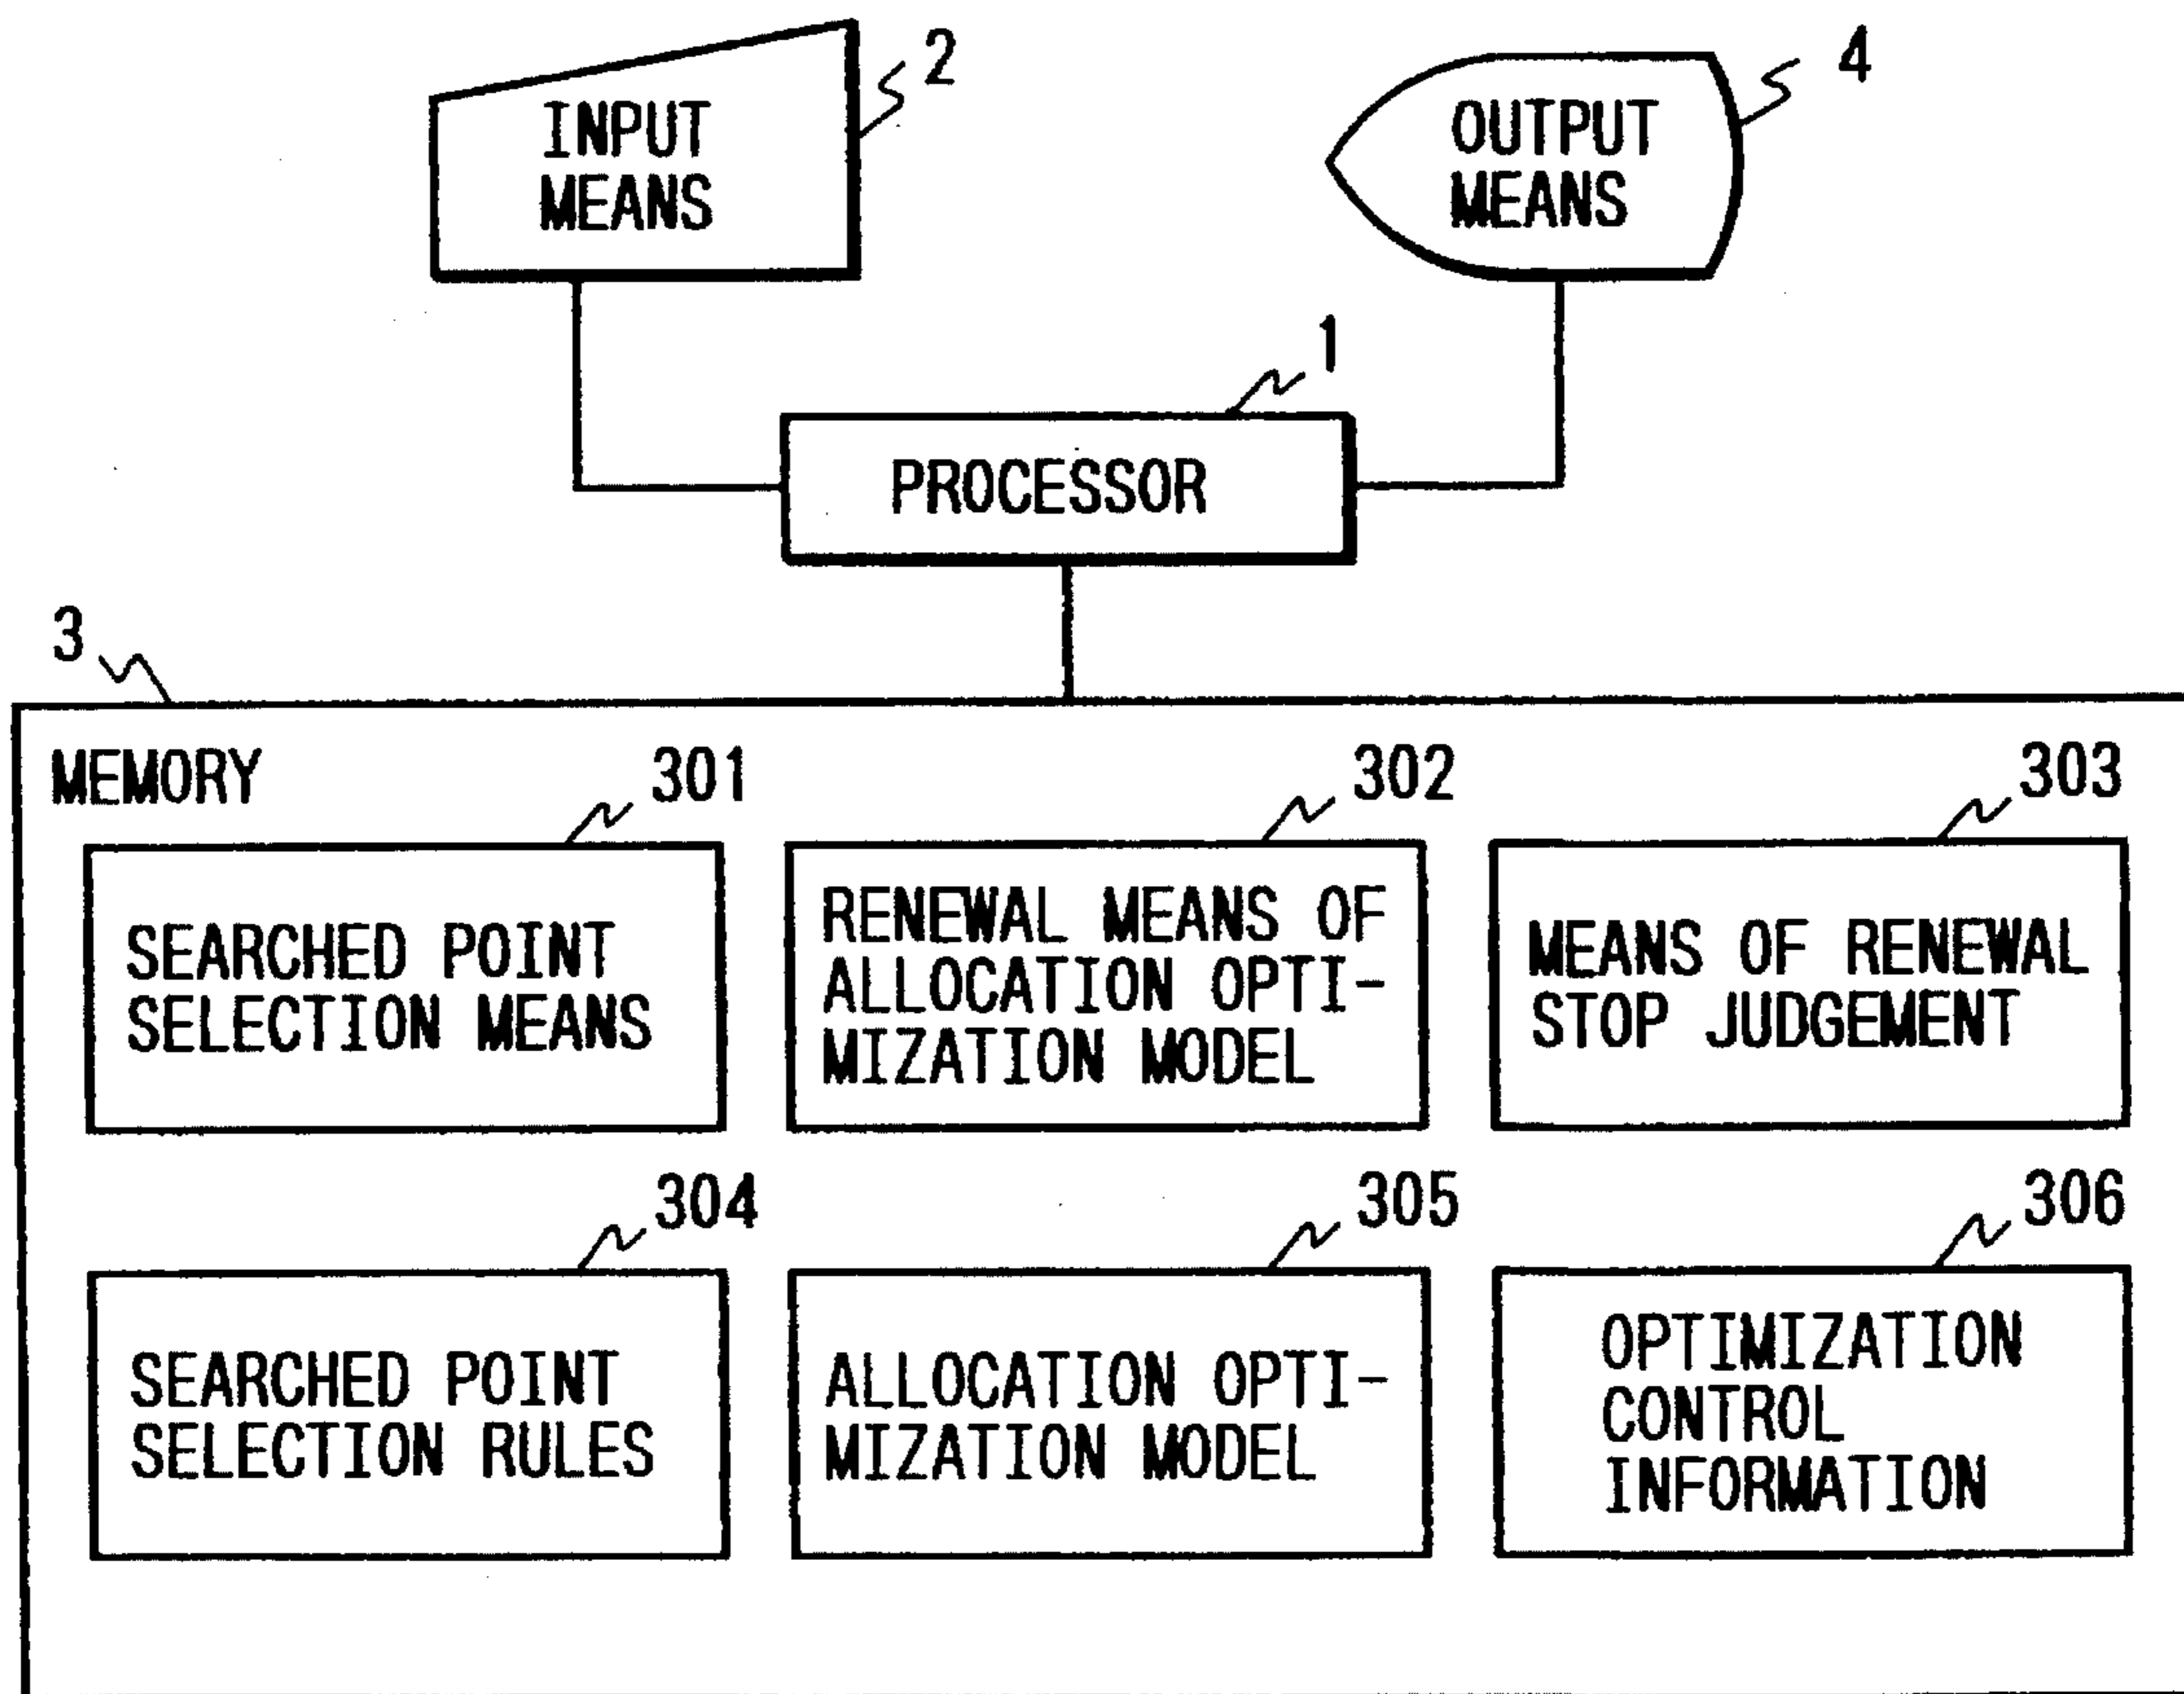 2
INPUT
MEANS
4
OUTPUT
MEANS
1
PROCESSOR
3
MEMORY
301
SEARCHED POINT
SELECTION MEANS
302
RENEWAL MEANS OF
ALLOCATION OPTI-
MIZATION MODEL
303
MEANS OF RENEWAL
STOP JUDGEMENT
304
SEARCHED POINT
SELECTION RULES
305
ALLOCATION OPTI-
MIZATION MODEL
306
OPTIMIZATION
CONTROL
INFORMATION